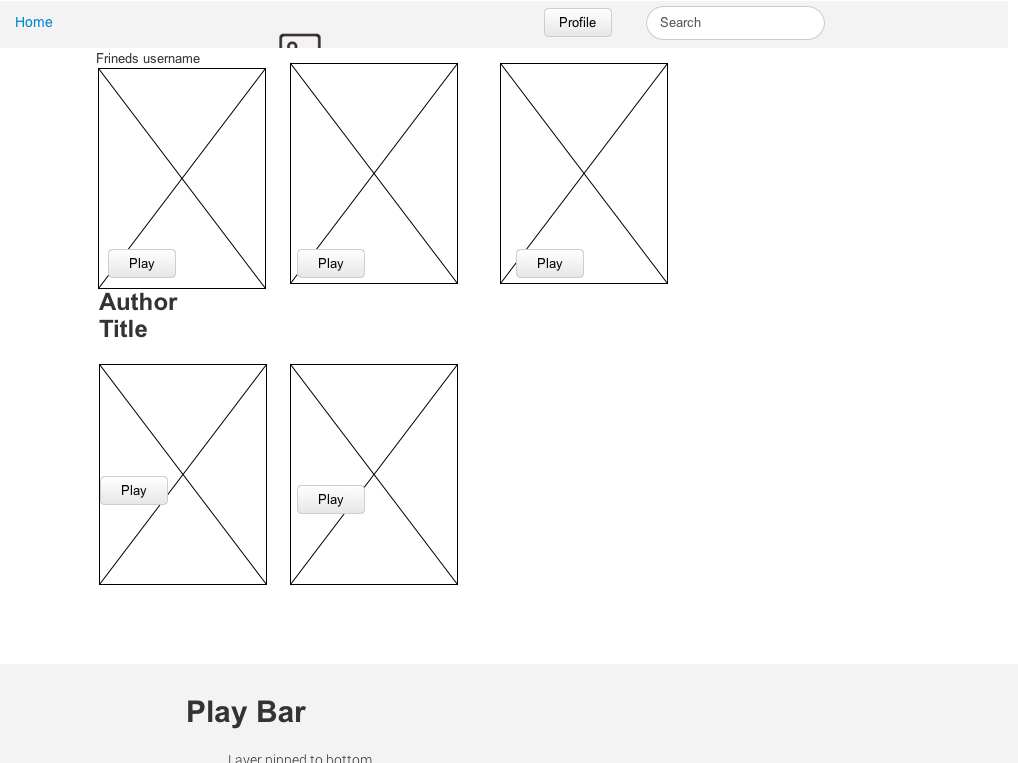 Home
Profile
Search
Frineds username
Play
Play
Play
Author
Title
Play
Play
Play Bar
Layer pinned to bottom